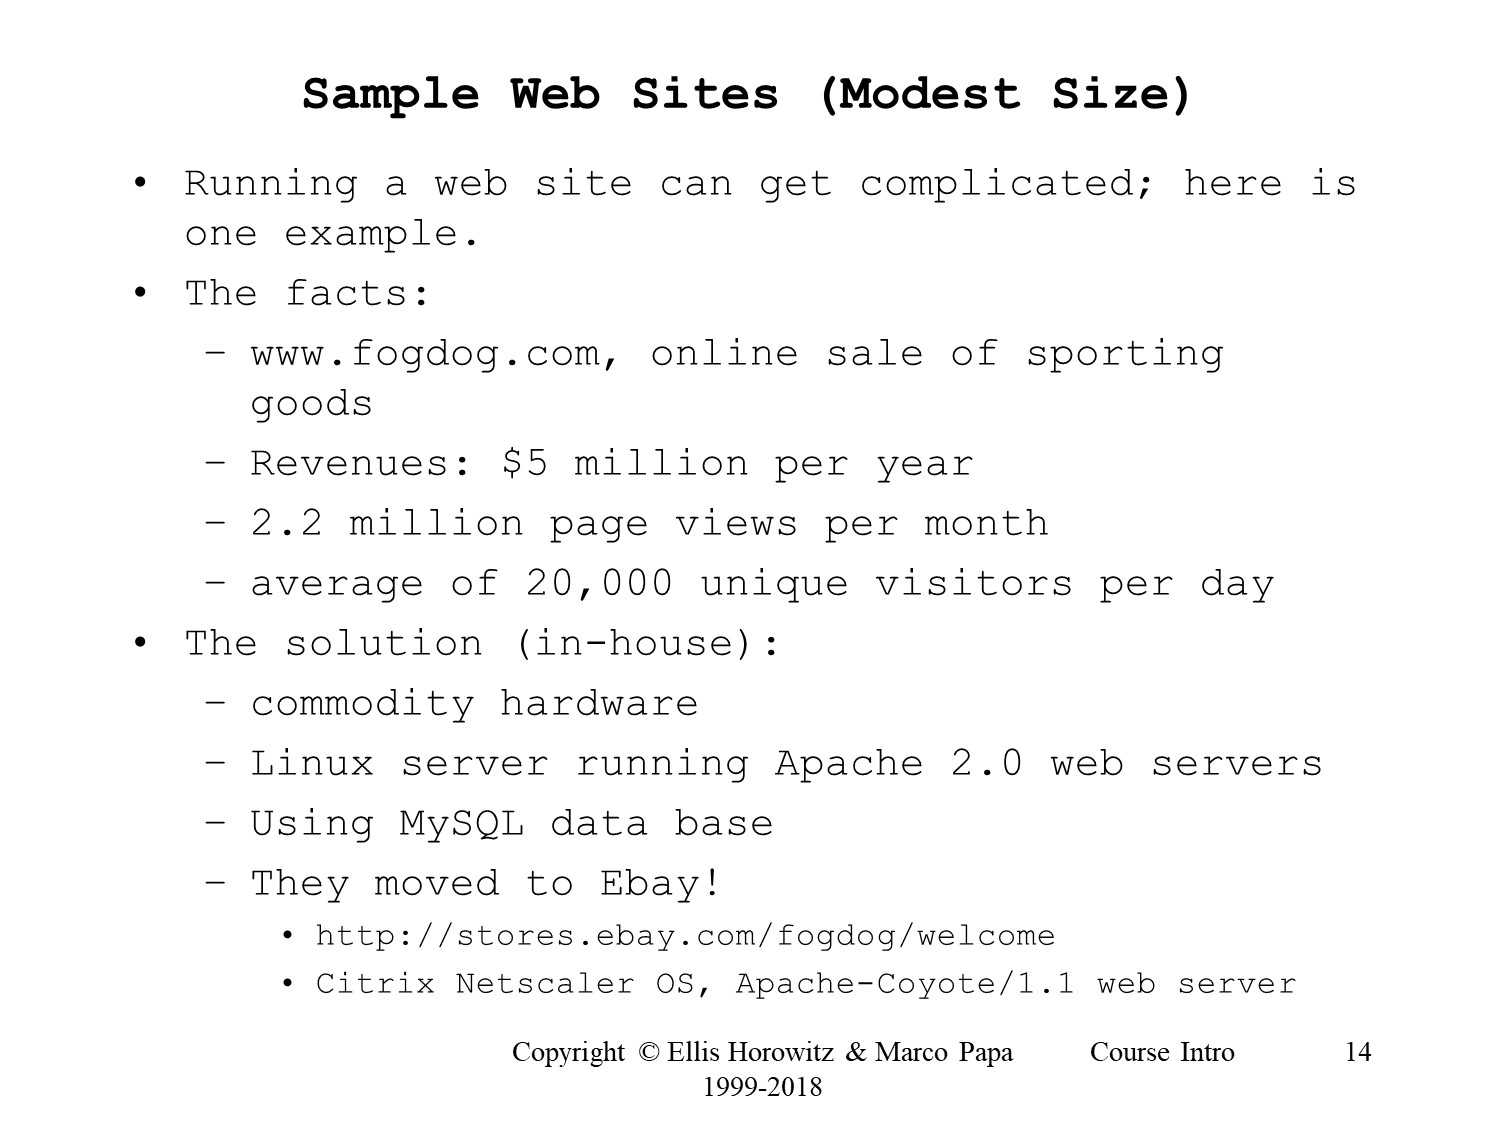 Sample Web Sites (Modest Size)
• Running a web site can get complicated; here is
one example.
• The facts:
– www.fogdog.com, online sale of sporting
goods
– Revenues: $5 million per year
– 2.2 million page views per month
– average of 20,000 unique visitors per day
• The solution (in-house):
– commodity hardware
– Linux server running Apache 2.0 web servers
– Using MySQL data base
– They moved to Ebay!
• http://stores.ebay.com/fogdog/welcome
• Citrix Netscaler OS, Apache-Coyote/1.1 web server
Copyright © Ellis Horowitz & Marco Papa Course Intro 14
1999-2018